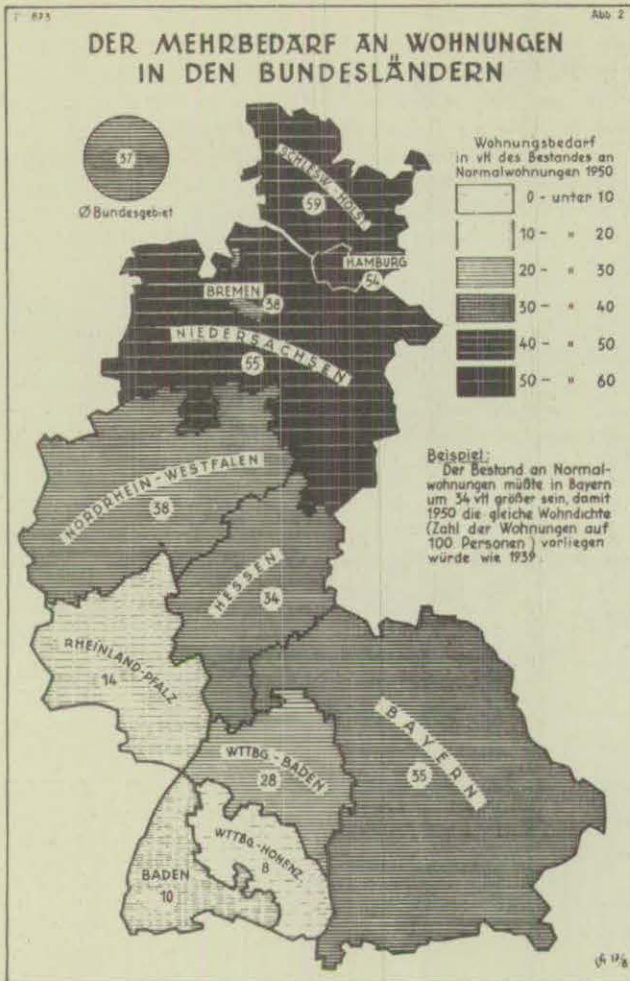 873
Abb 2
DER MEHRBEDARF AN WOHNUNGEN
IN DEN BUNDESLÄNDERN
37
Ø Bundesgebiet
Wohnungsbedarf
in vH des Bestandes an
Normalwohnungen 1950
0 - unter 10
10 - " 20
20 - " 30
30 - " 40
40 - " 50
50 - " 60
SCHLESW.-HOLST.
59
HAMBURG
54
BREMEN
38
NIEDERSACHSEN
55
NORDRHEIN-WESTFALEN
38
HESSEN
34
RHEINLAND-PFALZ
14
WTTBG.-BADEN
28
WTTBG.-HOHENZ.
8
BADEN
10
BAYERN
35
Beispiel:
Der Bestand an Normal-
wohnungen müßte in Bayern
um 34 vH größer sein, damit
1950 die gleiche Wohndichte
(Zahl der Wohnungen auf
100 Personen) vorliegen
würde wie 1939.